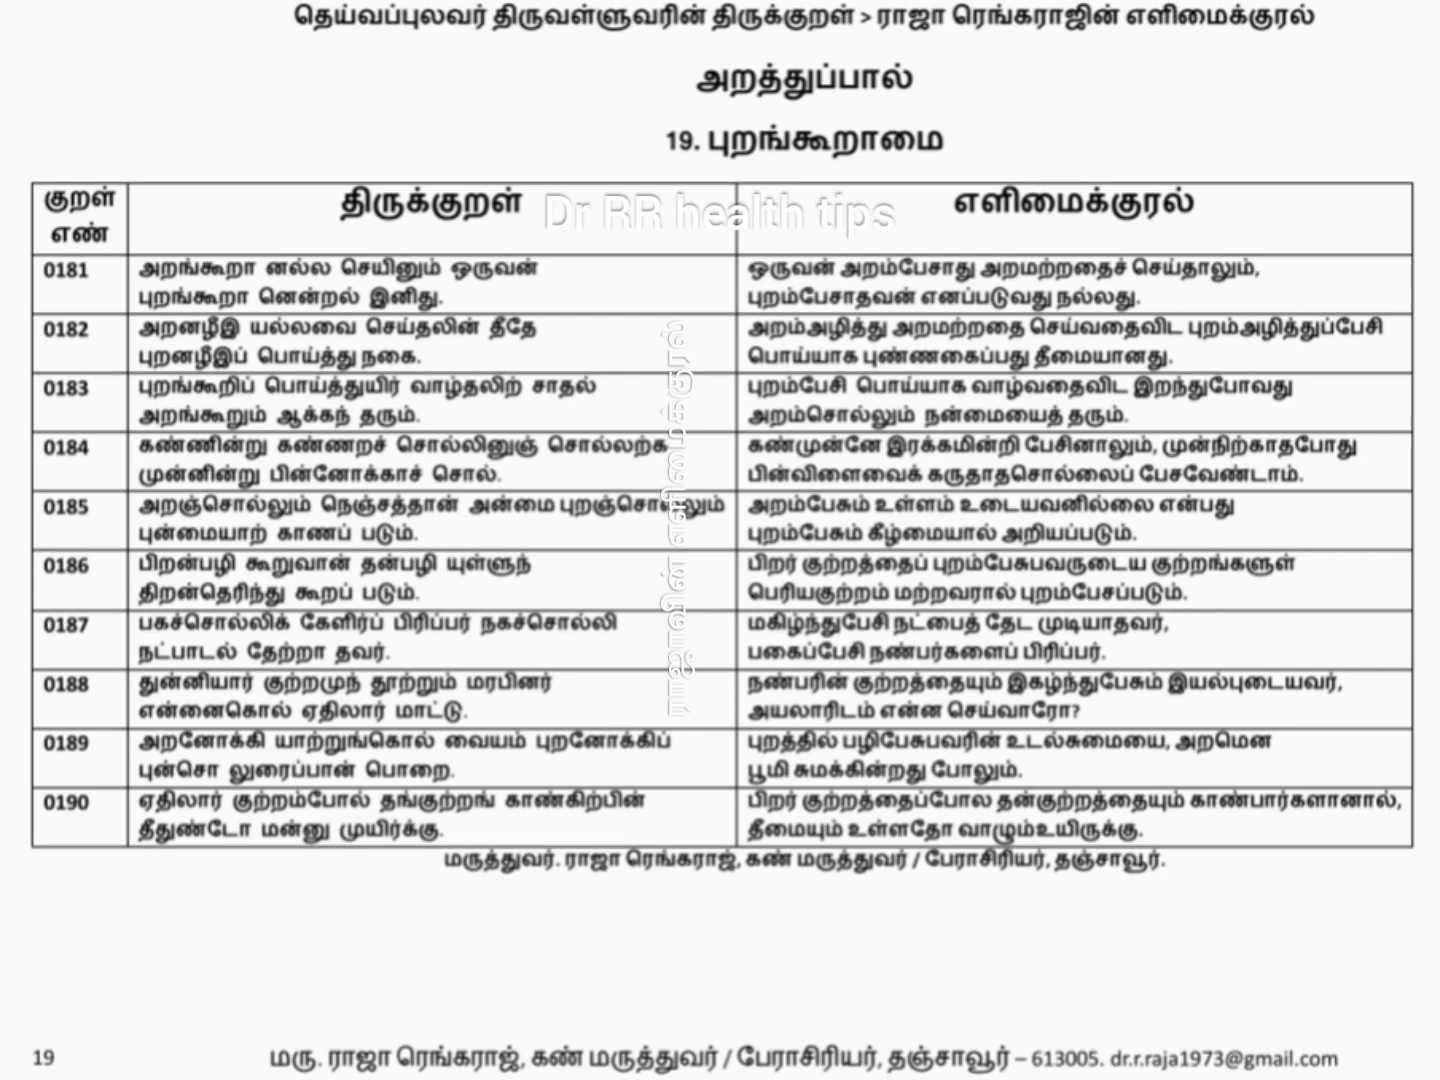 தெய்வப்புலவர் திருவள்ளுவரின் திருக்குறள் > ராஜா ரெங்கராஜின் எளிமைக்குரல்
அறத்துப்பால்
19. புறங்கூறாமை
குறள் எண்
திருக்குறள்
எளிமைக்குரல்
Dr RR health tips
0181
அறங்கூறா னல்ல செயினும் ஒருவன்
புறங்கூறா னென்றல் இனிது.
ஒருவன் அறம்பேசாது அறமற்றதைச் செய்தாலும்,
புறம்பேசாதவன் எனப்படுவது நல்லது.
0182
அறனழீஇ யல்லவை செய்தலின் தீதே
புறனழீஇப் பொய்த்து நகை.
அறம்அழித்து அறமற்றதை செய்வதைவிட புறம்அழித்துப்பேசி
பொய்யாக புண்ணகைப்பது தீமையானது.
0183
புறங்கூறிப் பொய்த்துயிர் வாழ்தலிற் சாதல்
அறங்கூறும் ஆக்கந் தரும்.
புறம்பேசி பொய்யாக வாழ்வதைவிட இறந்துபோவது
அறம்சொல்லும் நன்மையைத் தரும்.
0184
கண்ணின்று கண்ணறச் சொல்லினுஞ் சொல்லற்க
முன்னின்று பின்னோக்காச் சொல்.
கண்முன்னே இரக்கமின்றி பேசினாலும், முன்நிற்காதபோது
பின்விளைவைக் கருதாதசொல்லைப் பேசவேண்டாம்.
0185
அறஞ்சொல்லும் நெஞ்சத்தான் அன்மை புறஞ்சொல்லும்
புன்மையாற் காணப் படும்.
அறம்பேசும் உள்ளம் உடையவனில்லை என்பது
புறம்பேசும் கீழ்மையால் அறியப்படும்.
0186
பிறன்பழி கூறுவான் தன்பழி யுள்ளுந்
திறன்தெரிந்து கூறப் படும்.
பிறர் குற்றத்தைப் புறம்பேசுபவருடைய குற்றங்களுள்
பெரியகுற்றம் மற்றவரால் புறம்பேசப்படும்.
0187
பகச்சொல்லிக் கேளிர்ப் பிரிப்பர் நகச்சொல்லி
நட்பாடல் தேற்றா தவர்.
மகிழ்ந்துபேசி நட்பைத் தேட முடியாதவர்,
பகைப்பேசி நண்பர்களைப் பிரிப்பர்.
0188
துன்னியார் குற்றமுந் தூற்றும் மரபினர்
என்னைகொல் ஏதிலார் மாட்டு.
நண்பரின் குற்றத்தையும் இகழ்ந்துபேசும் இயல்புடையவர்,
அயலாரிடம் என்ன செய்வாரோ?
0189
அறனோக்கி யாற்றுங்கொல் வையம் புறனோக்கிப்
புன்சொ லுரைப்பான் பொறை.
புறத்தில் பழிபேசுபவரின் உடல்சுமையை, அறமென
பூமி சுமக்கின்றது போலும்.
0190
ஏதிலார் குற்றம்போல் தங்குற்றங் காண்கிற்பின்
தீதுண்டோ மன்னு முயிர்க்கு.
பிறர் குற்றத்தைப்போல தன்குற்றத்தையும் காண்பார்களானால்,
தீமையும் உள்ளதோ வாழும்உயிருக்கு.
ராஜாவின் எளிமைக்குரல்
மருத்துவர். ராஜா ரெங்கராஜ், கண் மருத்துவர் / பேராசிரியர், தஞ்சாவூர்.
19
மரு. ராஜா ரெங்கராஜ், கண் மருத்துவர் / பேராசிரியர், தஞ்சாவூர் – 613005. dr.r.raja1973@gmail.com